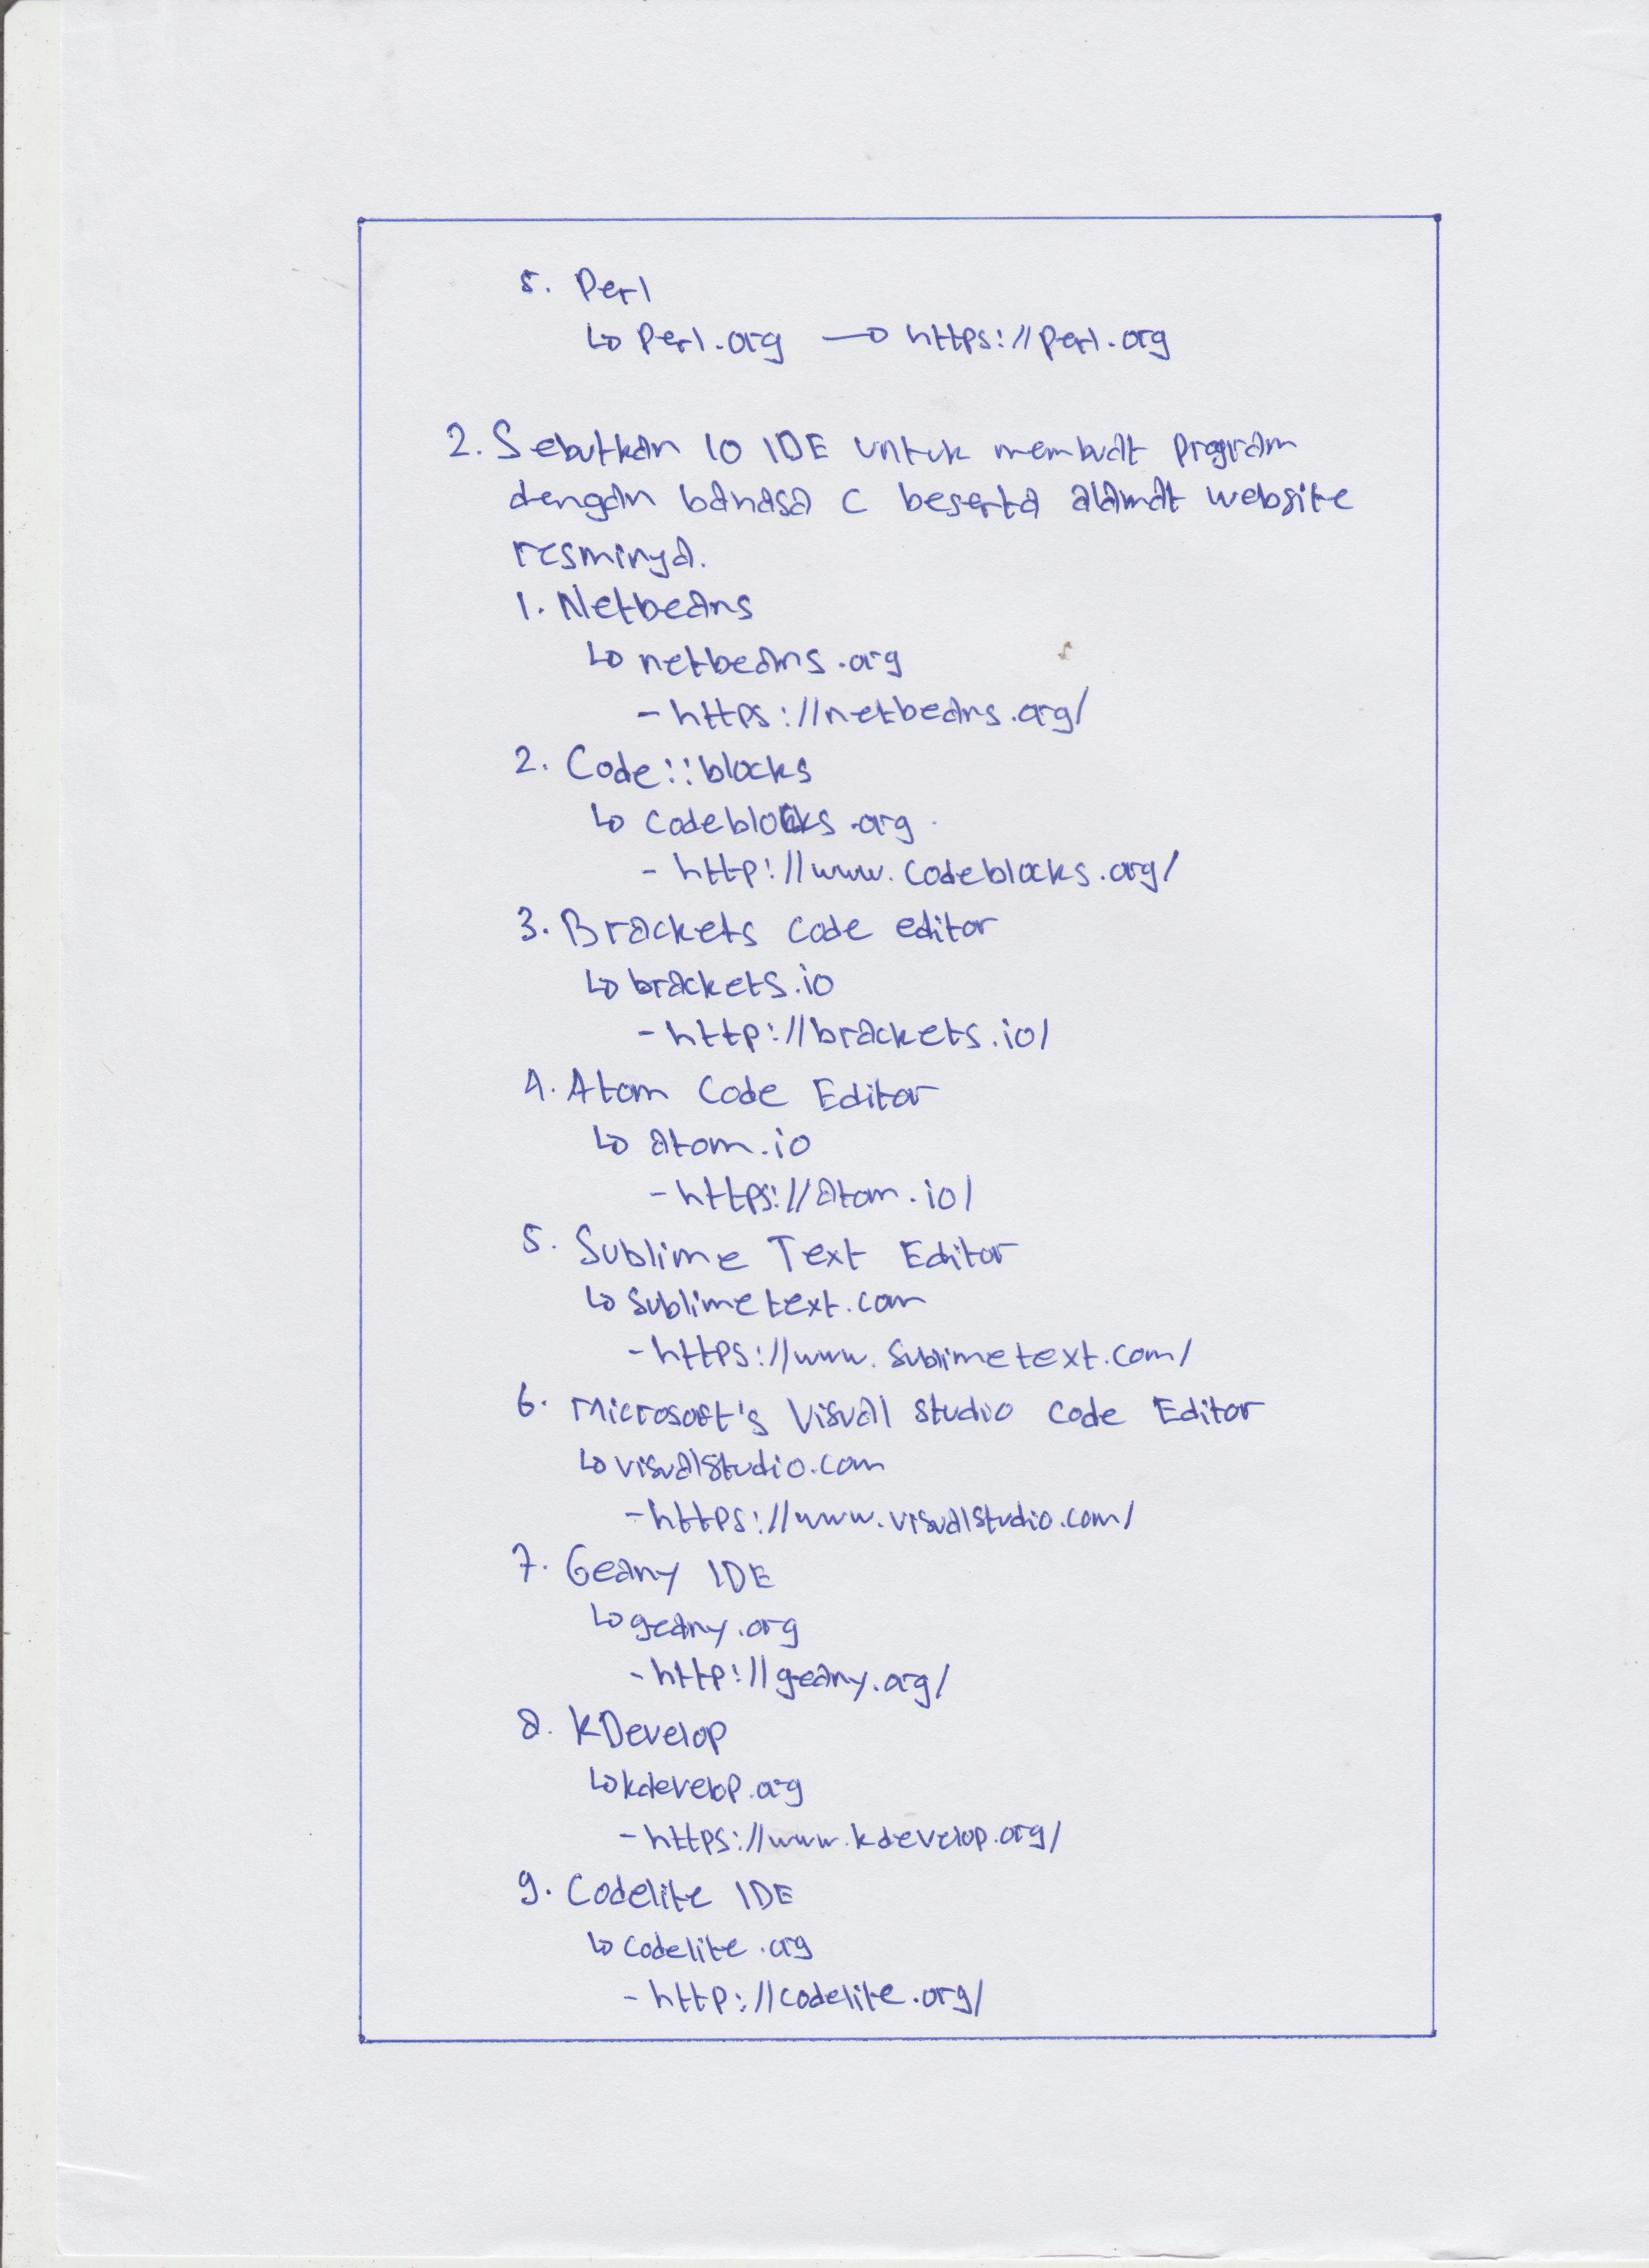 5. Perl
↳ Perl.org → https://perl.org
2. Sebutkan 10 IDE untuk membuat program
dengan bahasa C beserta alamat website
resminya.
1. Netbeans
↳ netbeans.org
- https://netbeans.org/
2. Code::blocks
↳ codeblocks.org
- http://www.codeblocks.org/
3. Brackets code editor
↳ brackets.io
- http://brackets.io/
4. Atom Code Editor
↳ atom.io
- https://atom.io/
5. Sublime Text Editor
↳ sublimetext.com
- https://www.sublimetext.com/
6. Microsoft's Visual Studio Code Editor
↳ visualstudio.com
- https://www.visualstudio.com/
7. Geany IDE
↳ geany.org
- http://geany.org/
8. KDevelop
↳ kdevelop.org
- https://www.kdevelop.org/
9. Codelite IDE
↳ codelite.org
- http://codelite.org/